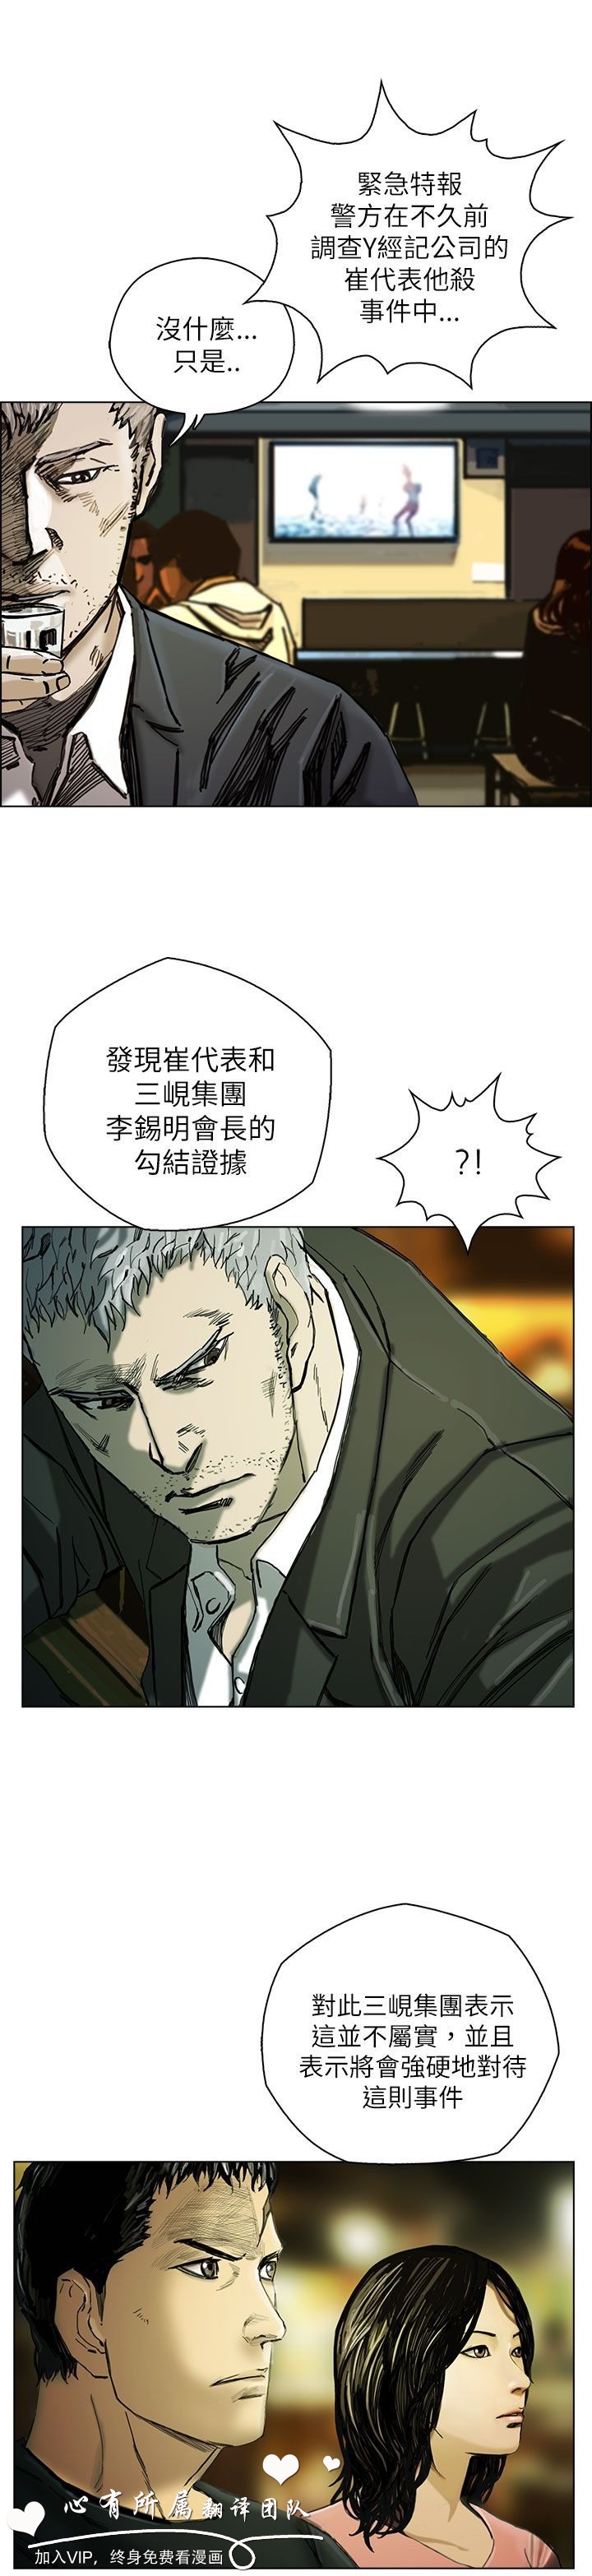 緊急特報
警方在不久前
調查Y經記公司的
崔代表他殺
事件中...
沒什麼...
只是..
發現崔代表和
三峴集團
李錫明會長的
勾結證據
?!
對此三峴集團表示
這並不屬實，並且
表示將會強硬地對待
這則事件
心有所属翻译团队
加入VIP，终身免费看漫画